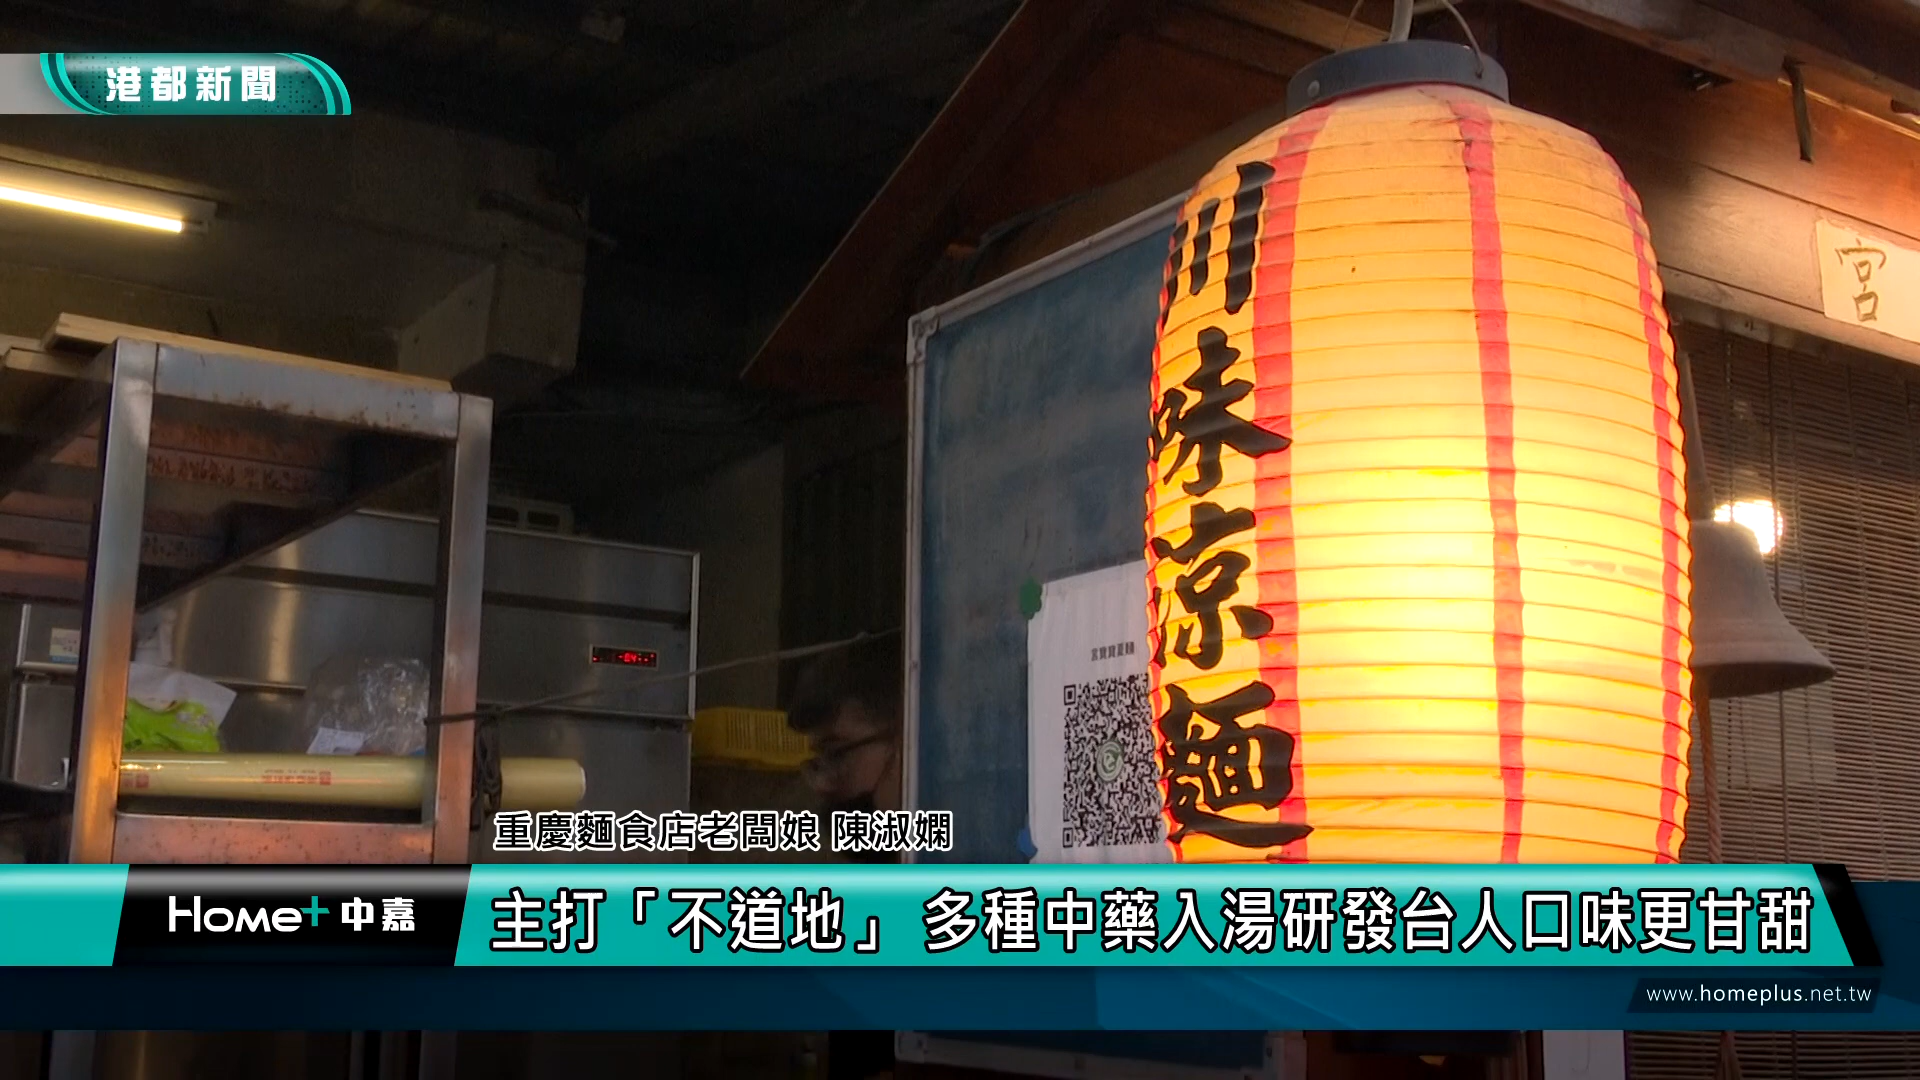 港都新聞
川味涼麵
宮
重慶麵食店老闆娘 陳淑嫻
Home+中嘉
主打「不道地」 多種中藥入湯研發台人口味更甘甜
www.homeplus.net.tw